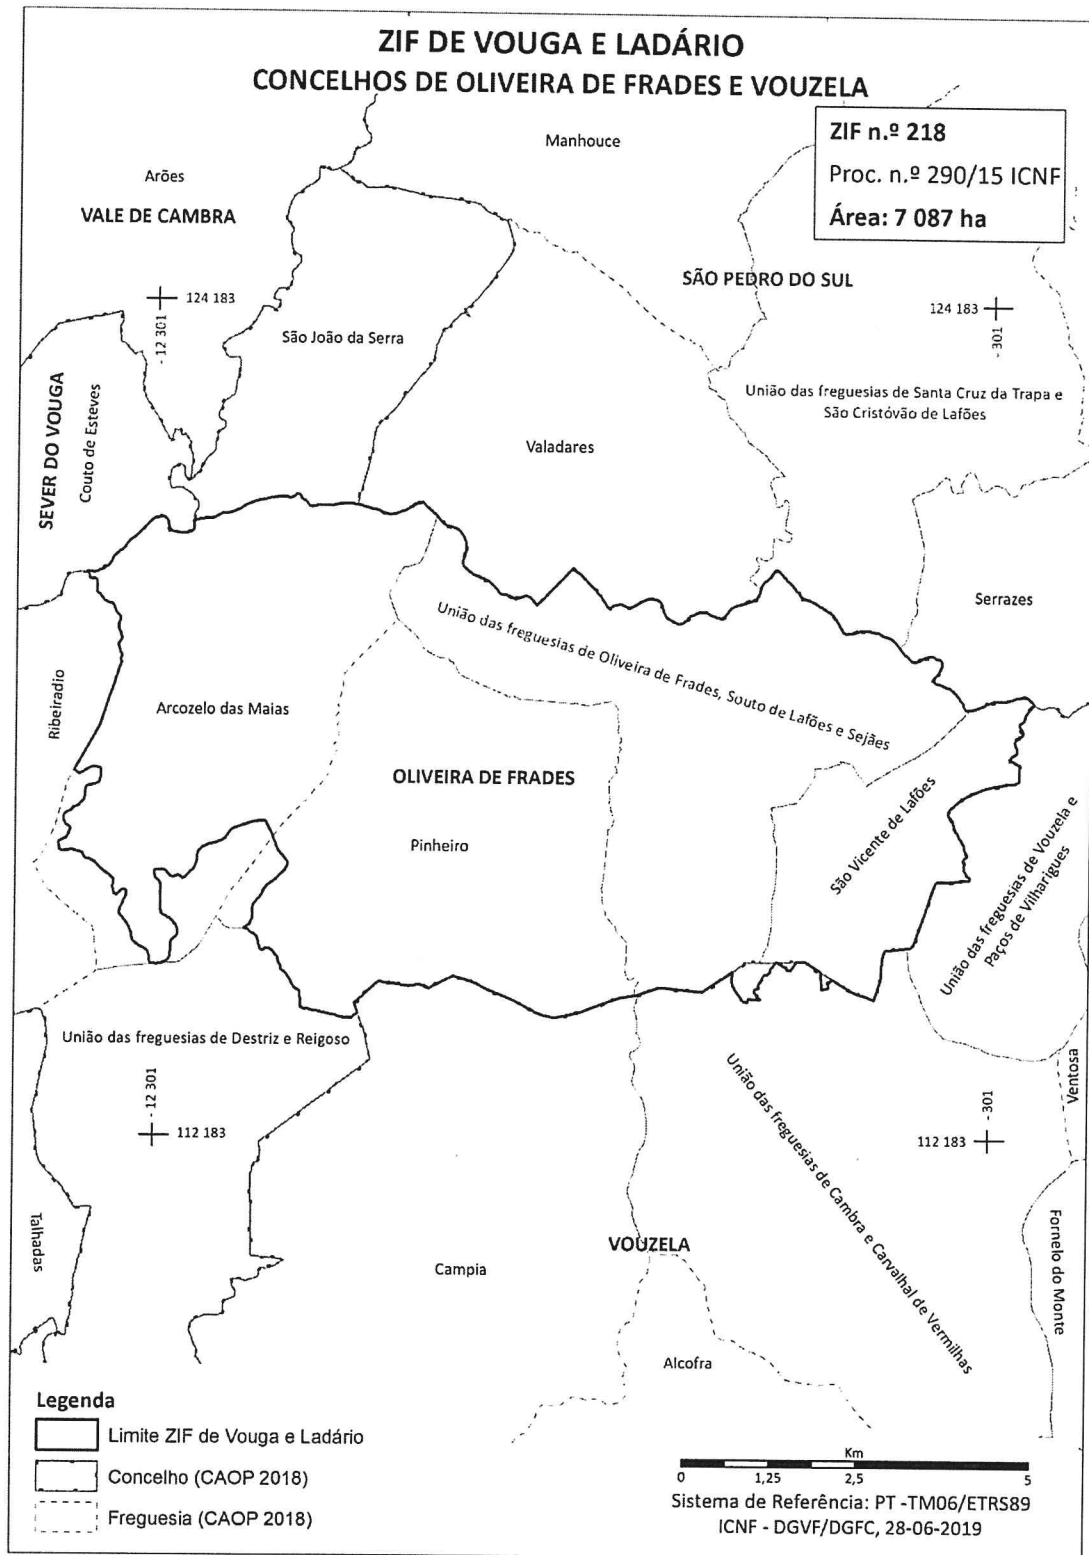 ZIF DE VOUGA E LADÁRIO
CONCELHOS DE OLIVEIRA DE FRADES E VOUZELA
ZIF n.º 218
Proc. n.º 290/15 ICNF
Área: 7 087 ha
Manhouce
Arões
VALE DE CAMBRA
SÃO PEDRO DO SUL
124 183
- 12 301
124 183
- 301
São João da Serra
SEVER DO VOUGA
Couto de Esteves
União das freguesias de Santa Cruz da Trapa e
São Cristóvão de Lafões
Valadares
Serrazes
União das freguesias de Oliveira de Frades, Souto de Lafões e Sejães
Ribeiradio
Arcozelo das Maias
OLIVEIRA DE FRADES
Pinheiro
São Vicente de Lafões
União das freguesias de Vouzela e
Paços de Vilharigues
União das freguesias de Destriz e Reigoso
- 12 301
112 183
União das freguesias de Cambra e Carvalhal de Vermilhas
- 301
112 183
Ventosa
Talhadas
VOUZELA
Campia
Fornelo do Monte
Alcofra
Legenda
Limite ZIF de Vouga e Ladário
Concelho (CAOP 2018)
Freguesia (CAOP 2018)
Km
0 1,25 2,5 5
Sistema de Referência: PT -TM06/ETRS89
ICNF - DGVF/DGFC, 28-06-2019